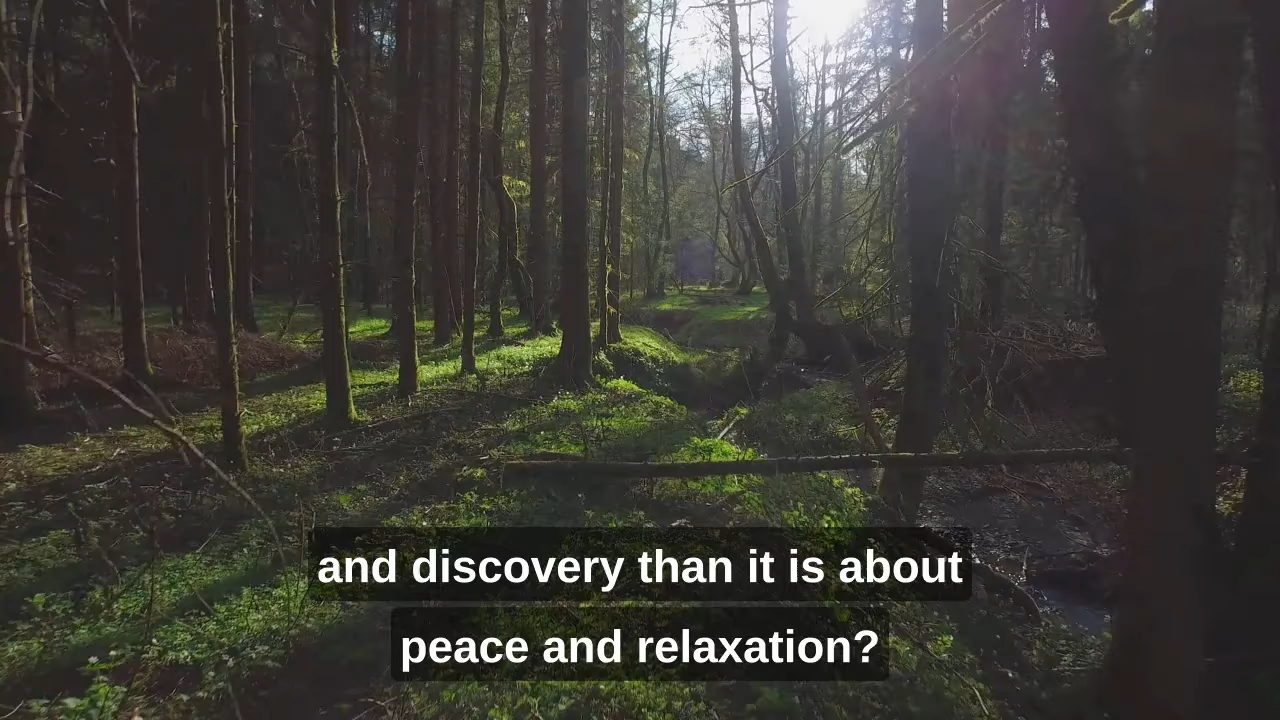 and discovery than it is about
peace and relaxation?